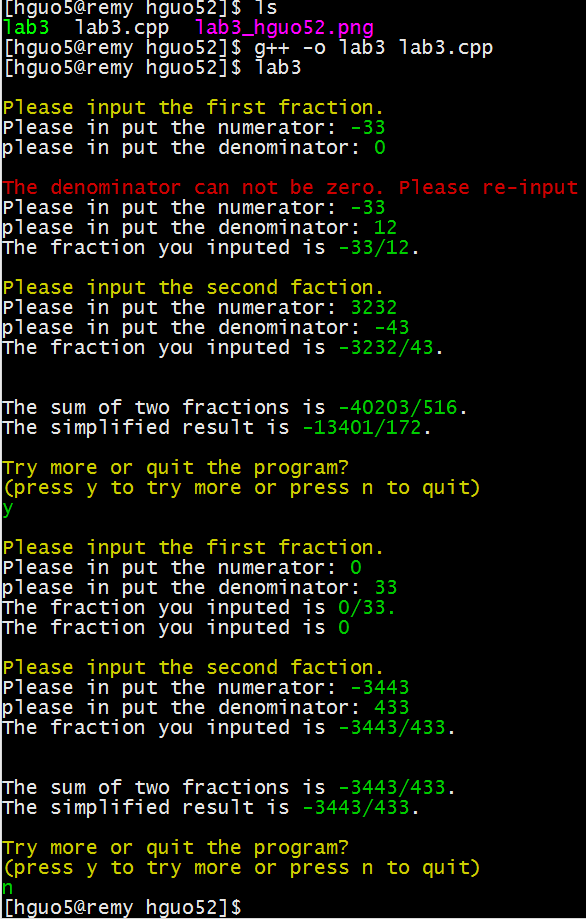 [hguo5@remy hguo52]$ ls
lab3  lab3.cpp  lab3_hguo52.png
[hguo5@remy hguo52]$ g++ -o lab3 lab3.cpp
[hguo5@remy hguo52]$ lab3
Please input the first fraction.
Please in put the numerator: -33
please in put the denominator: 0
The denominator can not be zero. Please re-input
Please in put the numerator: -33
please in put the denominator: 12
The fraction you inputed is -33/12.
Please input the second faction.
Please in put the numerator: 3232
please in put the denominator: -43
The fraction you inputed is -3232/43.
The sum of two fractions is -40203/516.
The simplified result is -13401/172.
Try more or quit the program?
(press y to try more or press n to quit)
y
Please input the first fraction.
Please in put the numerator: 0
please in put the denominator: 33
The fraction you inputed is 0/33.
The fraction you inputed is 0
Please input the second faction.
Please in put the numerator: -3443
please in put the denominator: 433
The fraction you inputed is -3443/433.
The sum of two fractions is -3443/433.
The simplified result is -3443/433.
Try more or quit the program?
(press y to try more or press n to quit)
n
[hguo5@remy hguo52]$